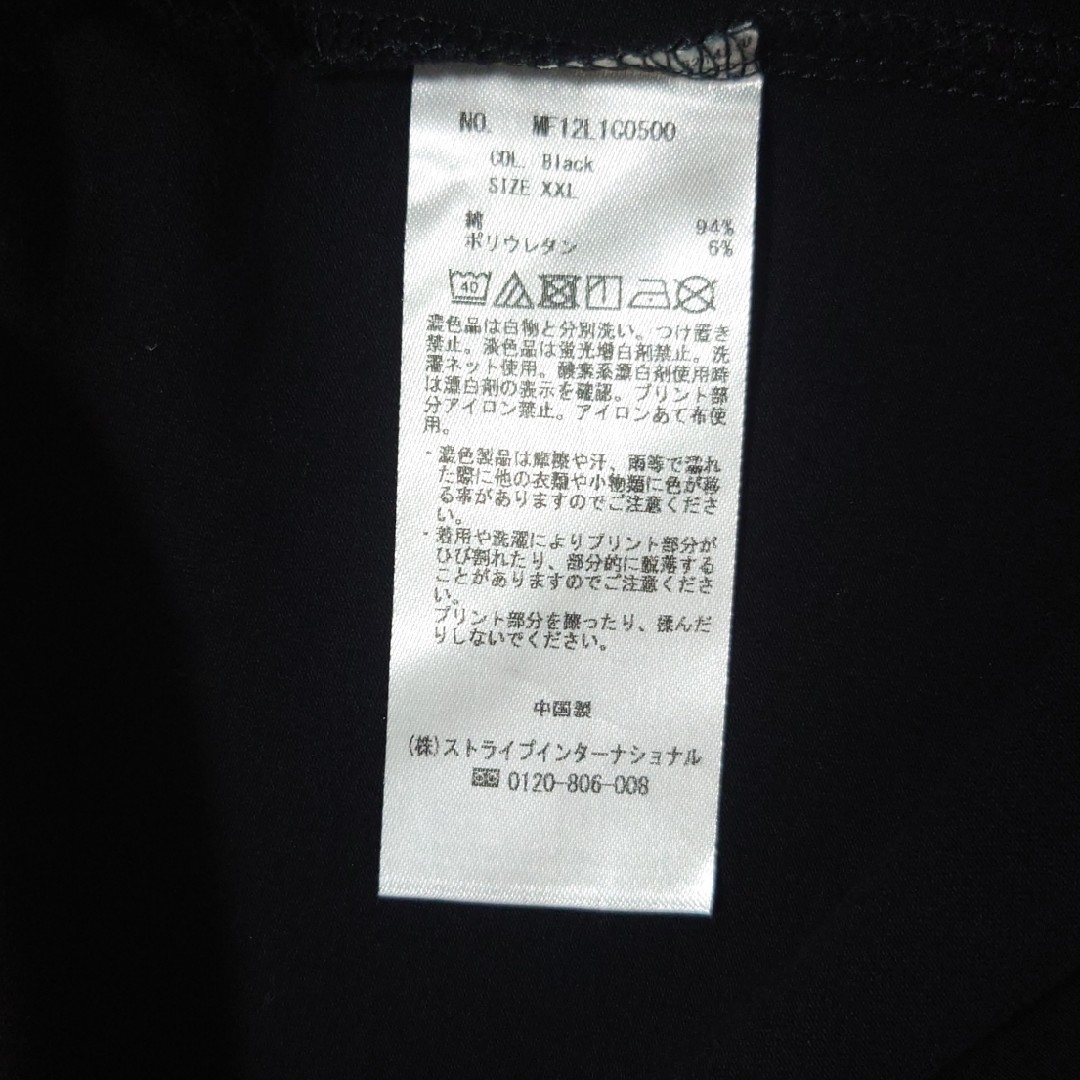 NO. MF12L1G0500
COL. Black
SIZE XXL
綿 94%
ポリウレタン 6%
40
濃色品は白物と分別洗い。つけ置き
禁止。淡色品は蛍光増白剤禁止。洗
濯ネット使用。酸素系漂白剤使用時
は漂白剤の表示を確認。プリント部
分アイロン禁止。アイロンあて布使
用。
・濃色製品は摩擦や汗、雨等で濡れ
た際に他の衣類や小物類に色が移
る事がありますのでご注意くださ
い。
・着用や洗濯によりプリント部分が
ひび割れたり、部分的に脱落する
ことがありますのでご注意くださ
い。
プリント部分を擦ったり、揉んだ
りしないでください。
中国製
(株)ストライプインターナショナル
0120-806-008